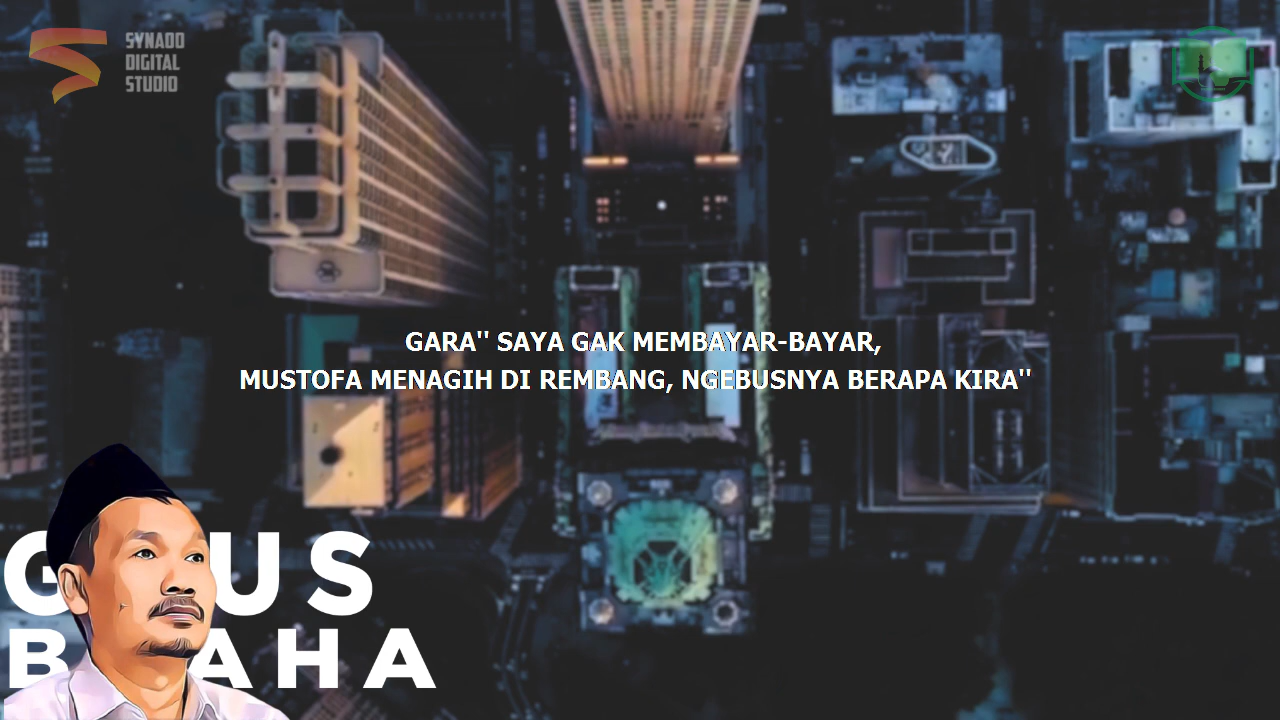 SYNADO
DIGITAL
STUDIO
GARA'' SAYA GAK MEMBAYAR-BAYAR,
MUSTOFA MENAGIH DI REMBANG, NGEBUSNYA BERAPA KIRA''
GUS
BAHA